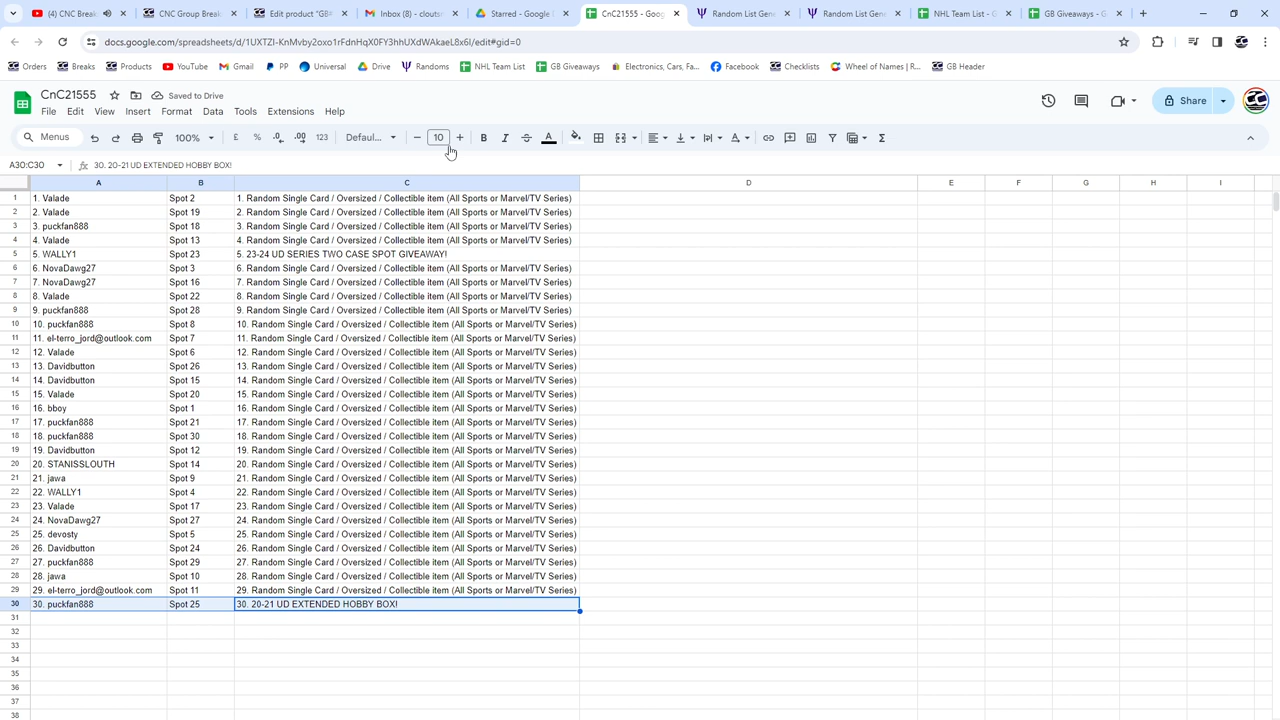 (4) CNC Break
CNC Group Break
Edit product "GB#
Inbox (8) - clouts
Starred - Google D
CnC21555 - Goog
Random List Gene
Random List Gene
NHL Team List - G
GB Giveaways - G
docs.google.com/spreadsheets/d/1UXTZI-KnMvby2oxo1rFdnHqX0FY3hhUXdWAkaeL8x6I/edit#gid=0
Orders
Breaks
Products
YouTube
Gmail
PP
Universal
Drive
Randoms
NHL Team List
GB Giveaways
Electronics, Cars, Fa...
Facebook
Checklists
Wheel of Names | R...
GB Header
CnC21555
Saved to Drive
File Edit View Insert Format Data Tools Extensions Help
Share
Menus 100% £ % .0 .00 123 Defaul... 10 B I A
A30:C30 fx 30. 20-21 UD EXTENDED HOBBY BOX!
A B C D E F G H I
1 1. Valade Spot 2 1. Random Single Card / Oversized / Collectible item (All Sports or Marvel/TV Series)
2 2. Valade Spot 19 2. Random Single Card / Oversized / Collectible item (All Sports or Marvel/TV Series)
3 3. puckfan888 Spot 18 3. Random Single Card / Oversized / Collectible item (All Sports or Marvel/TV Series)
4 4. Valade Spot 13 4. Random Single Card / Oversized / Collectible item (All Sports or Marvel/TV Series)
5 5. WALLY1 Spot 23 5. 23-24 UD SERIES TWO CASE SPOT GIVEAWAY!
6 6. NovaDawg27 Spot 3 6. Random Single Card / Oversized / Collectible item (All Sports or Marvel/TV Series)
7 7. NovaDawg27 Spot 16 7. Random Single Card / Oversized / Collectible item (All Sports or Marvel/TV Series)
8 8. Valade Spot 22 8. Random Single Card / Oversized / Collectible item (All Sports or Marvel/TV Series)
9 9. puckfan888 Spot 28 9. Random Single Card / Oversized / Collectible item (All Sports or Marvel/TV Series)
10 10. puckfan888 Spot 8 10. Random Single Card / Oversized / Collectible item (All Sports or Marvel/TV Series)
11 11. el-terro_jord@outlook.com Spot 7 11. Random Single Card / Oversized / Collectible item (All Sports or Marvel/TV Series)
12 12. Valade Spot 6 12. Random Single Card / Oversized / Collectible item (All Sports or Marvel/TV Series)
13 13. Davidbutton Spot 26 13. Random Single Card / Oversized / Collectible item (All Sports or Marvel/TV Series)
14 14. Davidbutton Spot 15 14. Random Single Card / Oversized / Collectible item (All Sports or Marvel/TV Series)
15 15. Valade Spot 20 15. Random Single Card / Oversized / Collectible item (All Sports or Marvel/TV Series)
16 16. bboy Spot 1 16. Random Single Card / Oversized / Collectible item (All Sports or Marvel/TV Series)
17 17. puckfan888 Spot 21 17. Random Single Card / Oversized / Collectible item (All Sports or Marvel/TV Series)
18 18. puckfan888 Spot 30 18. Random Single Card / Oversized / Collectible item (All Sports or Marvel/TV Series)
19 19. Davidbutton Spot 12 19. Random Single Card / Oversized / Collectible item (All Sports or Marvel/TV Series)
20 20. STANISSLOUTH Spot 14 20. Random Single Card / Oversized / Collectible item (All Sports or Marvel/TV Series)
21 21. jawa Spot 9 21. Random Single Card / Oversized / Collectible item (All Sports or Marvel/TV Series)
22 22. WALLY1 Spot 4 22. Random Single Card / Oversized / Collectible item (All Sports or Marvel/TV Series)
23 23. Valade Spot 17 23. Random Single Card / Oversized / Collectible item (All Sports or Marvel/TV Series)
24 24. NovaDawg27 Spot 27 24. Random Single Card / Oversized / Collectible item (All Sports or Marvel/TV Series)
25 25. devosty Spot 5 25. Random Single Card / Oversized / Collectible item (All Sports or Marvel/TV Series)
26 26. Davidbutton Spot 24 26. Random Single Card / Oversized / Collectible item (All Sports or Marvel/TV Series)
27 27. puckfan888 Spot 29 27. Random Single Card / Oversized / Collectible item (All Sports or Marvel/TV Series)
28 28. jawa Spot 10 28. Random Single Card / Oversized / Collectible item (All Sports or Marvel/TV Series)
29 29. el-terro_jord@outlook.com Spot 11 29. Random Single Card / Oversized / Collectible item (All Sports or Marvel/TV Series)
30 30. puckfan888 Spot 25 30. 20-21 UD EXTENDED HOBBY BOX!
31
32
33
34
35
36
37
38